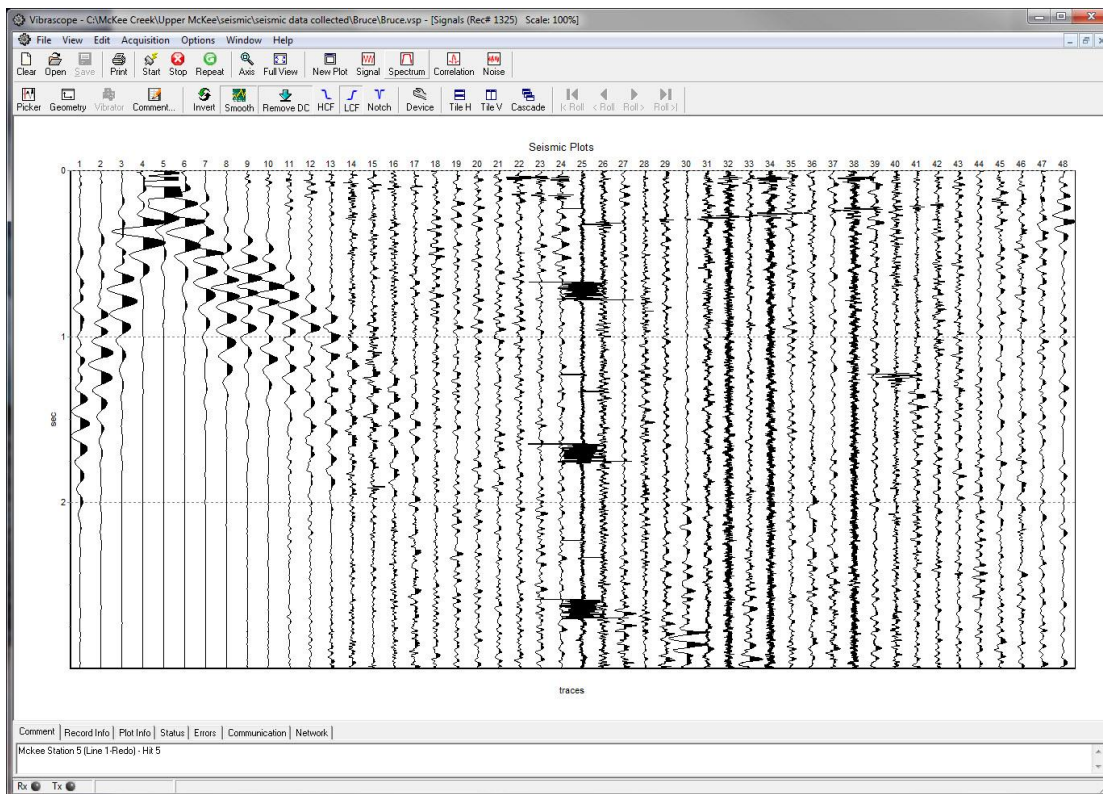 Vibrascope - C:\McKee Creek\Upper McKee\seismic\seismic data collected\Bruce\Bruce.vsp - [Signals (Rec# 1325) Scale: 100%]
File View Edit Acquisition Options Window Help
Clear Open Save Print Start Stop Repeat Axis Full View New Plot Signal Spectrum Correlation Noise
Picker Geometry Vibrator Comment... Invert Smooth Remove DC HCF LCF Notch Device Tile H Tile V Cascade |< Roll < Roll Roll > Roll >|
Seismic Plots
1 2 3 4 5 6 7 8 9 10 11 12 13 14 15 16 17 18 19 20 21 22 23 24 25 26 27 28 29 30 31 32 33 34 35 36 37 38 39 40 41 42 43 44 45 46 47 48
0
1
sec
2
traces
Comment Record Info Plot Info Status Errors Communication Network
Mckee Station 5 (Line 1-Redo) - Hit 5
Rx Tx